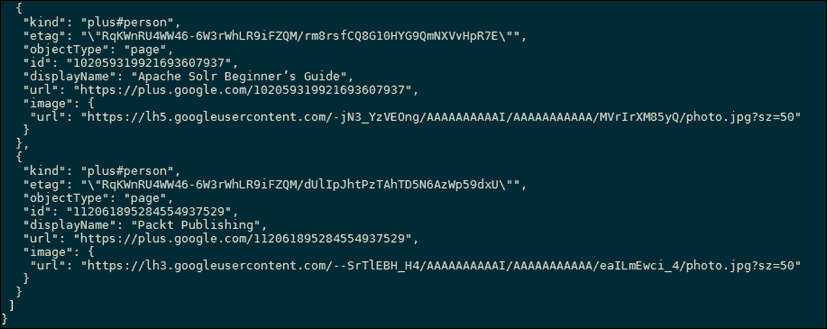 {
"kind": "plus#person",
"etag": "\"RqKWnRU4WW46-6W3rWhLR9iFZQM/rm8rsfCQ8G10HYG9QmNXVvHpR7E\"",
"objectType": "page",
"id": "102059319921693607937",
"displayName": "Apache Solr Beginner’s Guide",
"url": "https://plus.google.com/102059319921693607937",
"image": {
"url": "https://lh5.googleusercontent.com/-jN3_YzVEOng/AAAAAAAAAAI/AAAAAAAAAAA/MVrIrXM85yQ/photo.jpg?sz=50"
}
},
{
"kind": "plus#person",
"etag": "\"RqKWnRU4WW46-6W3rWhLR9iFZQM/dUlIpJhtPzTAhTD5N6AzWp59dxU\"",
"objectType": "page",
"id": "112061895284554937529",
"displayName": "Packt Publishing",
"url": "https://plus.google.com/112061895284554937529",
"image": {
"url": "https://lh3.googleusercontent.com/--SrTlEBH_H4/AAAAAAAAAAI/AAAAAAAAAAA/eaILmEwci_4/photo.jpg?sz=50"
}
}
]
}